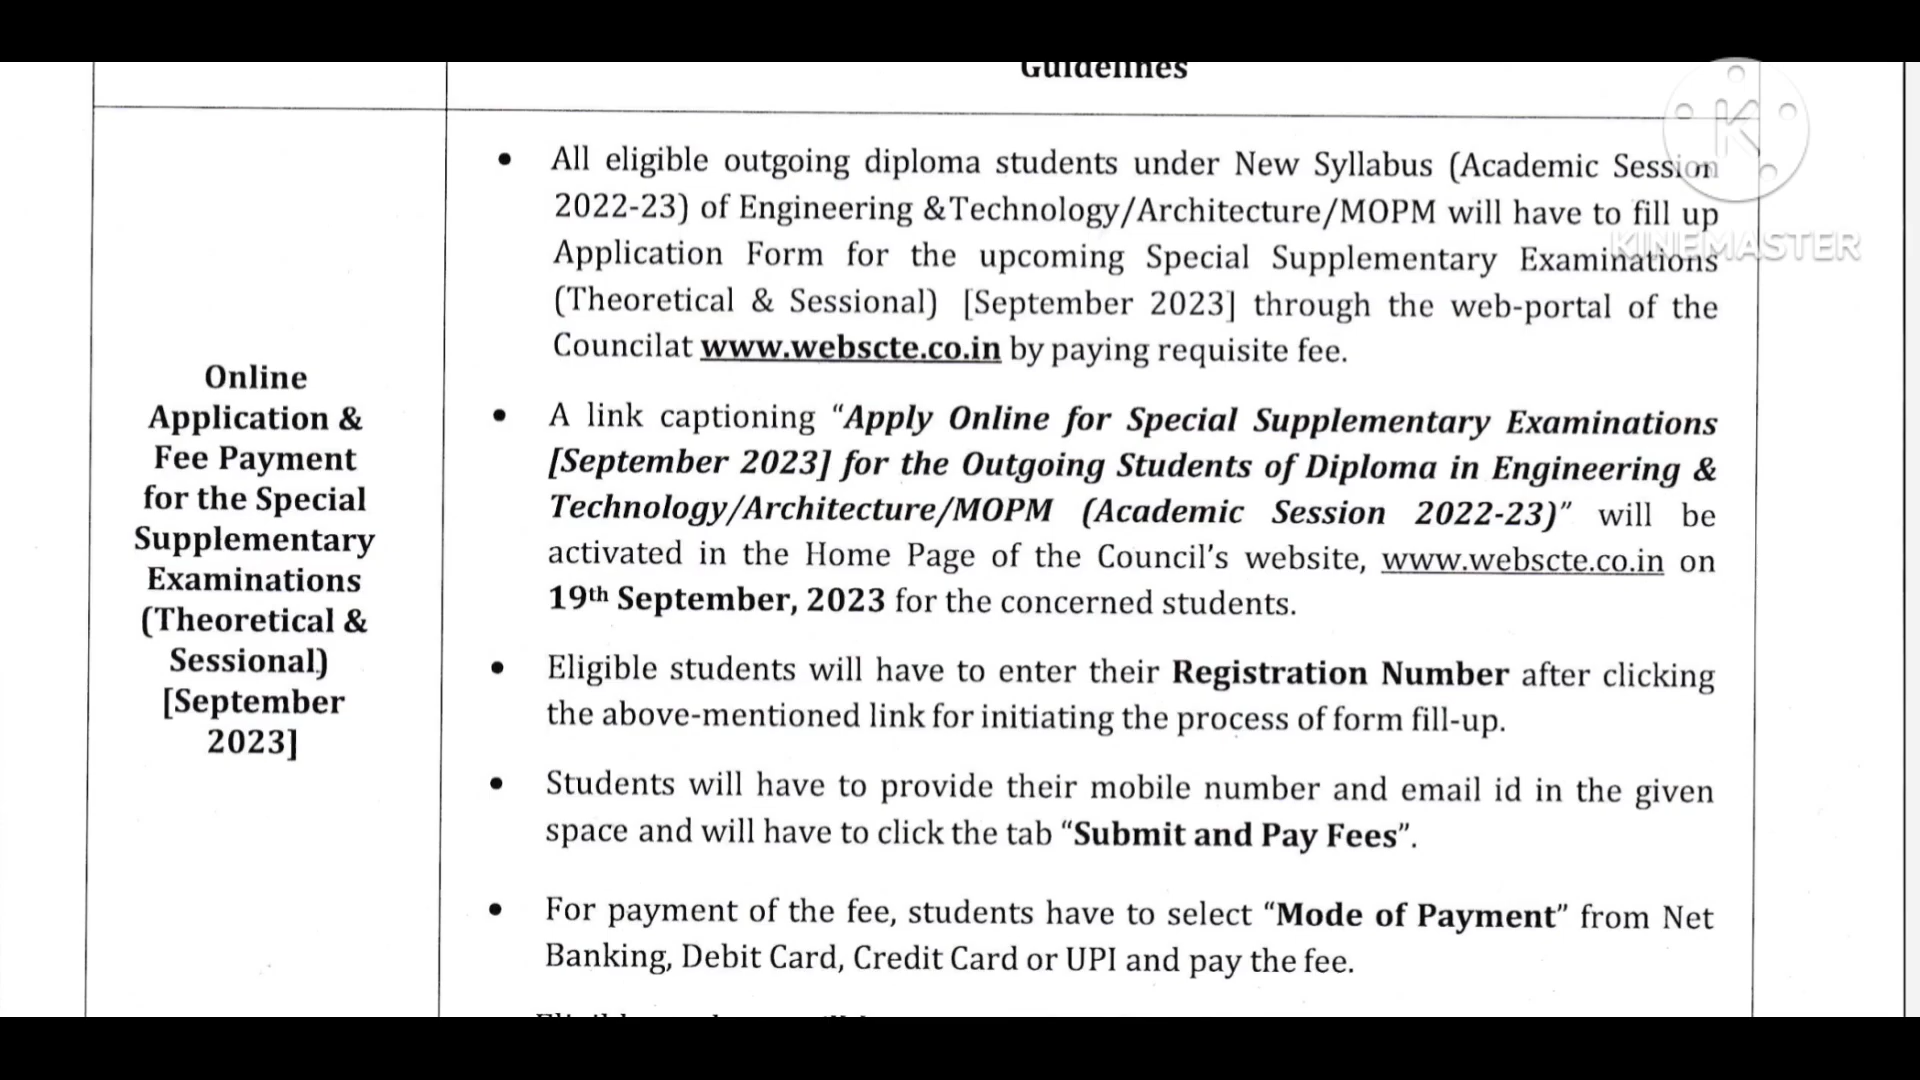 Guidelines
All eligible outgoing diploma students under New Syllabus (Academic Session
2022-23) of Engineering &Technology/Architecture/MOPM will have to fill up
Application Form for the upcoming Special Supplementary Examinations
(Theoretical & Sessional) [September 2023] through the web-portal of the
Councilat www.webscte.co.in by paying requisite fee.
Online
Application &
Fee Payment
for the Special
Supplementary
Examinations
(Theoretical &
Sessional)
[September
2023]
A link captioning “Apply Online for Special Supplementary Examinations
[September 2023] for the Outgoing Students of Diploma in Engineering &
Technology/Architecture/MOPM (Academic Session 2022-23)” will be
activated in the Home Page of the Council’s website, www.webscte.co.in on
19th September, 2023 for the concerned students.
Eligible students will have to enter their Registration Number after clicking
the above-mentioned link for initiating the process of form fill-up.
Students will have to provide their mobile number and email id in the given
space and will have to click the tab “Submit and Pay Fees”.
For payment of the fee, students have to select “Mode of Payment” from Net
Banking, Debit Card, Credit Card or UPI and pay the fee.
K
KINEMASTER